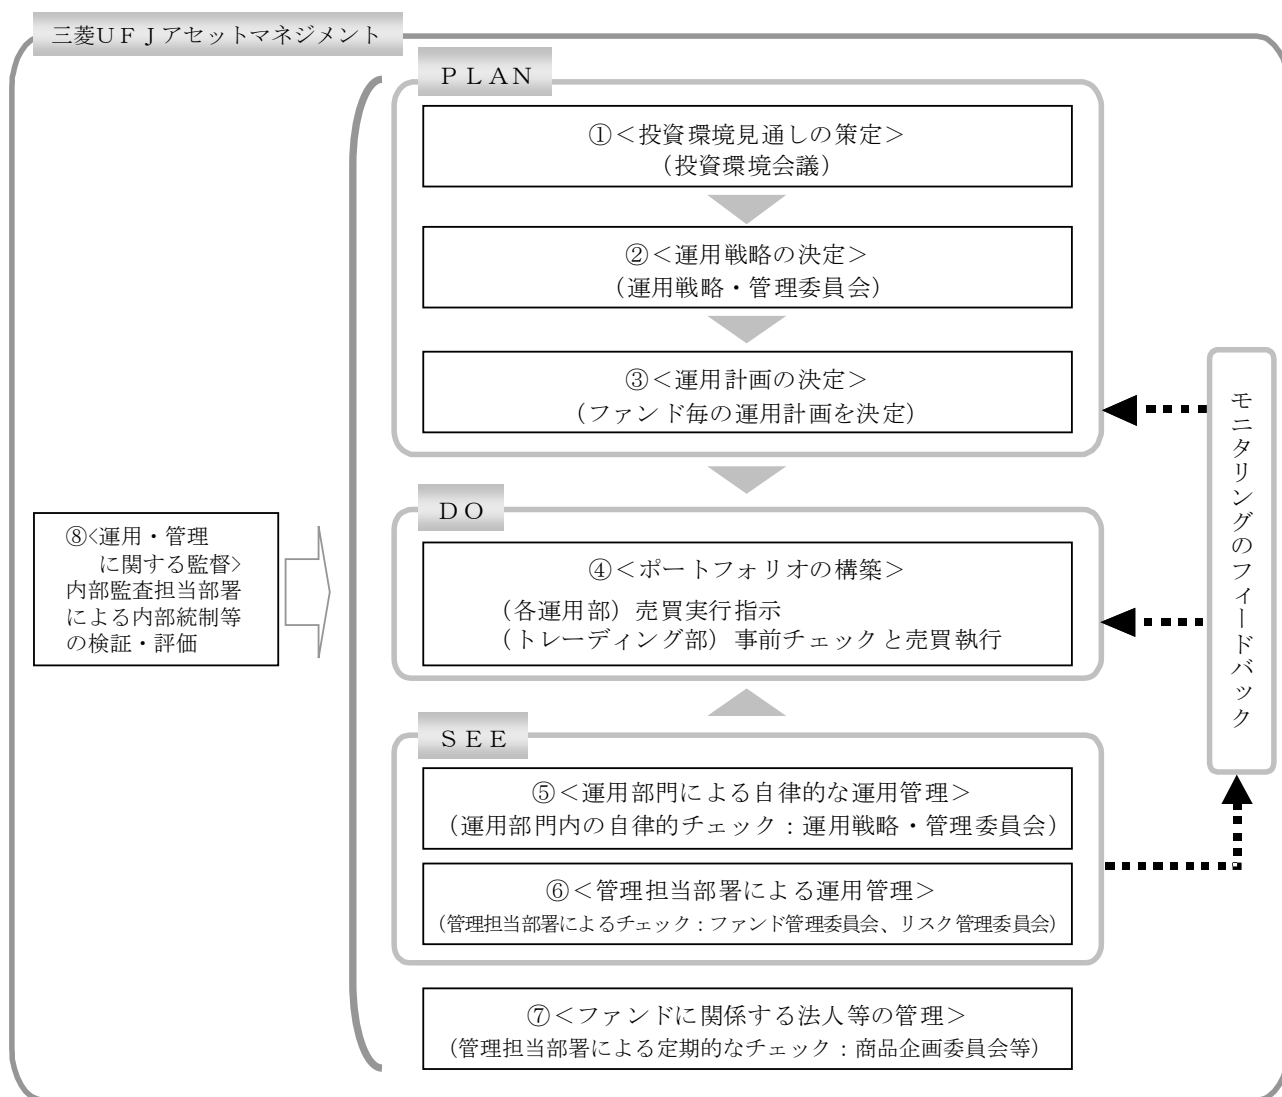 三菱ＵＦＪアセットマネジメント
ＰＬＡＮ
①＜投資環境見通しの策定＞
（投資環境会議）
②＜運用戦略の決定＞
（運用戦略・管理委員会）
③＜運用計画の決定＞
（ファンド毎の運用計画を決定）
ＤＯ
④＜ポートフォリオの構築＞
（各運用部）売買実行指示
（トレーディング部）事前チェックと売買執行
ＳＥＥ
⑤＜運用部門による自律的な運用管理＞
（運用部門内の自律的チェック：運用戦略・管理委員会）
⑥＜管理担当部署による運用管理＞
（管理担当部署によるチェック：ファンド管理委員会、リスク管理委員会）
⑦＜ファンドに関係する法人等の管理＞
（管理担当部署による定期的なチェック：商品企画委員会等）
⑧<運用・管理
に関する監督>
内部監査担当部署
による内部統制等
の検証・評価
モニタリングのフィードバック